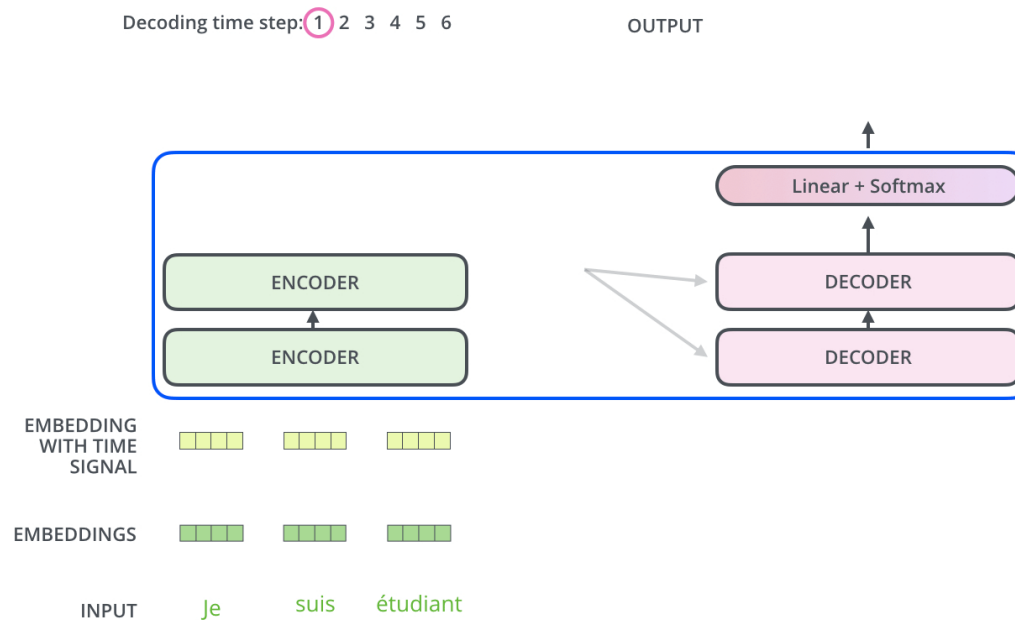 Decoding time step: 1 2 3 4 5 6
OUTPUT
Linear + Softmax
ENCODER
DECODER
ENCODER
DECODER
EMBEDDING
WITH TIME
SIGNAL
EMBEDDINGS
INPUT Je suis étudiant